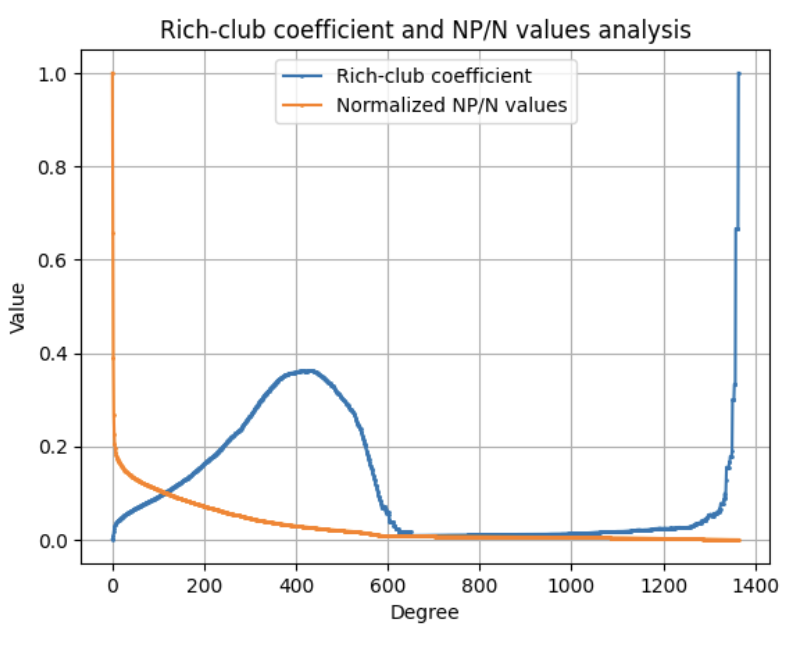 Rich-club coefficient and NP/N values analysis
Rich-club coefficient
Normalized NP/N values
1.0
0.8
0.6
0.4
0.2
0.0
Value
0 200 400 600 800 1000 1200 1400
Degree